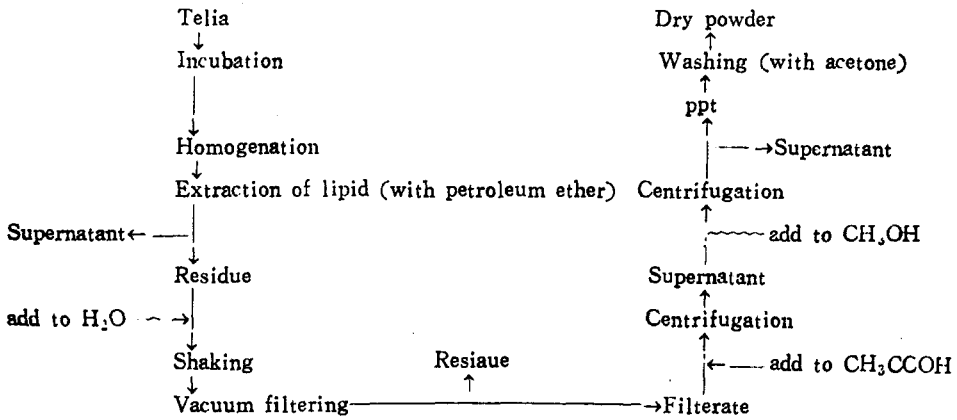 Telia
Incubation
Homogenation
Extraction of lipid (with petroleum ether)
Supernatant
Residue
add to H₂O
Shaking
Vacuum filtering
Resiaue
Filterate
add to CH₃CCOH
Centrifugation
Supernatant
add to CH₃OH
Centrifugation
Supernatant
ppt
Washing (with acetone)
Dry powder